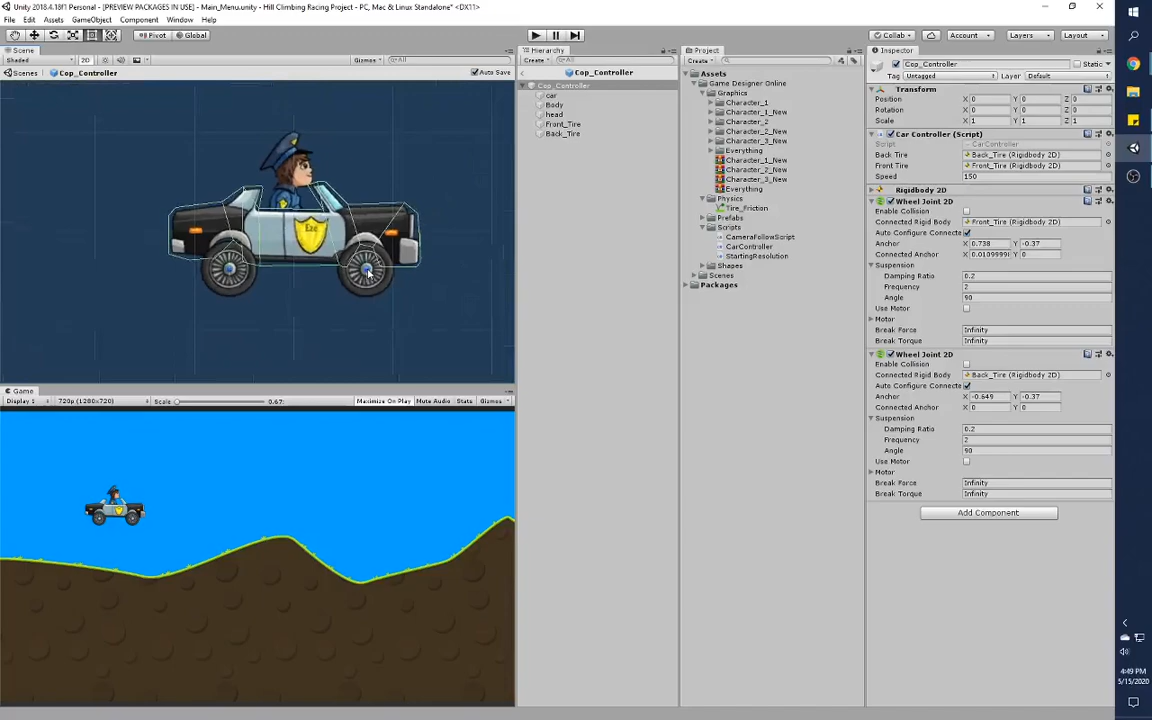 Unity 2018.4.18f1 Personal - [PREVIEW PACKAGES IN USE] - Main_Menu.unity - Hill Climbing Racing Project - PC, Mac & Linux Standalone* <DX11>
File Edit Assets GameObject Component Window Help
Pivot Global Collab Account Layers Layout
Scene
Shaded 2D Gizmos All
Scenes Cop_Controller Auto Save
Hierarchy
Create All
Cop_Controller
Cop_Controller
car
Body
head
Front_Tire
Back_Tire
Project
Create
Assets
Game Designer Online
Graphics
Character_1
Character_1_New
Character_2
Character_2_New
Character_3
Character_3_New
Everything
Character_1_New
Character_2_New
Character_3_New
Everything
Physics
Tire_Friction
Prefabs
Scripts
CameraFollowScript
CarController
StartingResolution
Shapes
Scenes
Packages
Inspector
Cop_Controller Static
Tag Untagged Layer Default
Transform
Position X 0 Y 0 Z 0
Rotation X 0 Y 0 Z 0
Scale X 1 Y 1 Z 1
Car Controller (Script)
Script CarController
Back Tire Back_Tire (Rigidbody 2D)
Front Tire Front_Tire (Rigidbody 2D)
Speed 150
Rigidbody 2D
Wheel Joint 2D
Enable Collision
Connected Rigid Body Front_Tire (Rigidbody 2D)
Auto Configure Connecte
Anchor X 0.738 Y -0.37
Connected Anchor X 0.0109999 Y 0
Suspension
Damping Ratio 0.2
Frequency 2
Angle 90
Use Motor
Motor
Break Force Infinity
Break Torque Infinity
Wheel Joint 2D
Enable Collision
Connected Rigid Body Back_Tire (Rigidbody 2D)
Auto Configure Connecte
Anchor X -0.649 Y -0.37
Connected Anchor X 0 Y 0
Suspension
Damping Ratio 0.2
Frequency 2
Angle 90
Use Motor
Motor
Break Force Infinity
Break Torque Infinity
Add Component
Game
Display 1 720p (1280x720) Scale 0.67 Maximize On Play Mute Audio Stats Gizmos
4:49 PM
5/15/2020